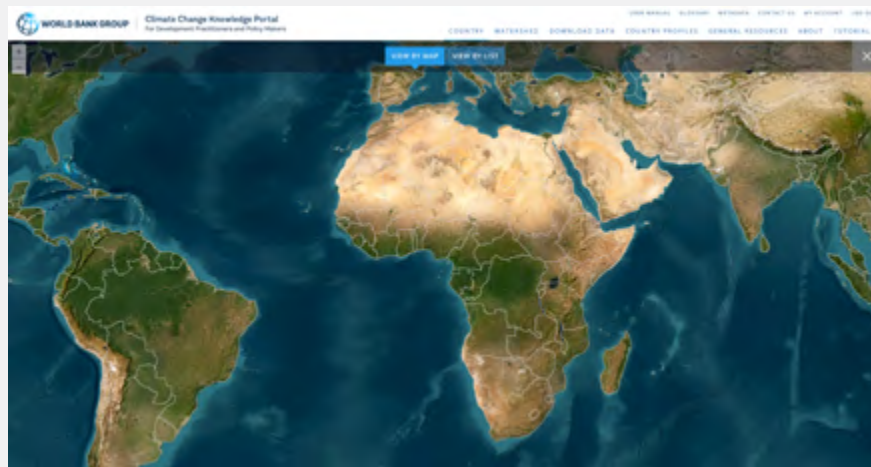 USER MANUAL GLOSSARY METADATA CONTACT US MY ACCOUNT
WORLD BANK GROUP Climate Change Knowledge Portal
For Development Practitioners and Policy Makers
COUNTRY WATERSHED DOWNLOAD DATA COUNTRY PROFILES GENERAL RESOURCES ABOUT TUTORIAL
VIEW BY MAP VIEW BY LIST